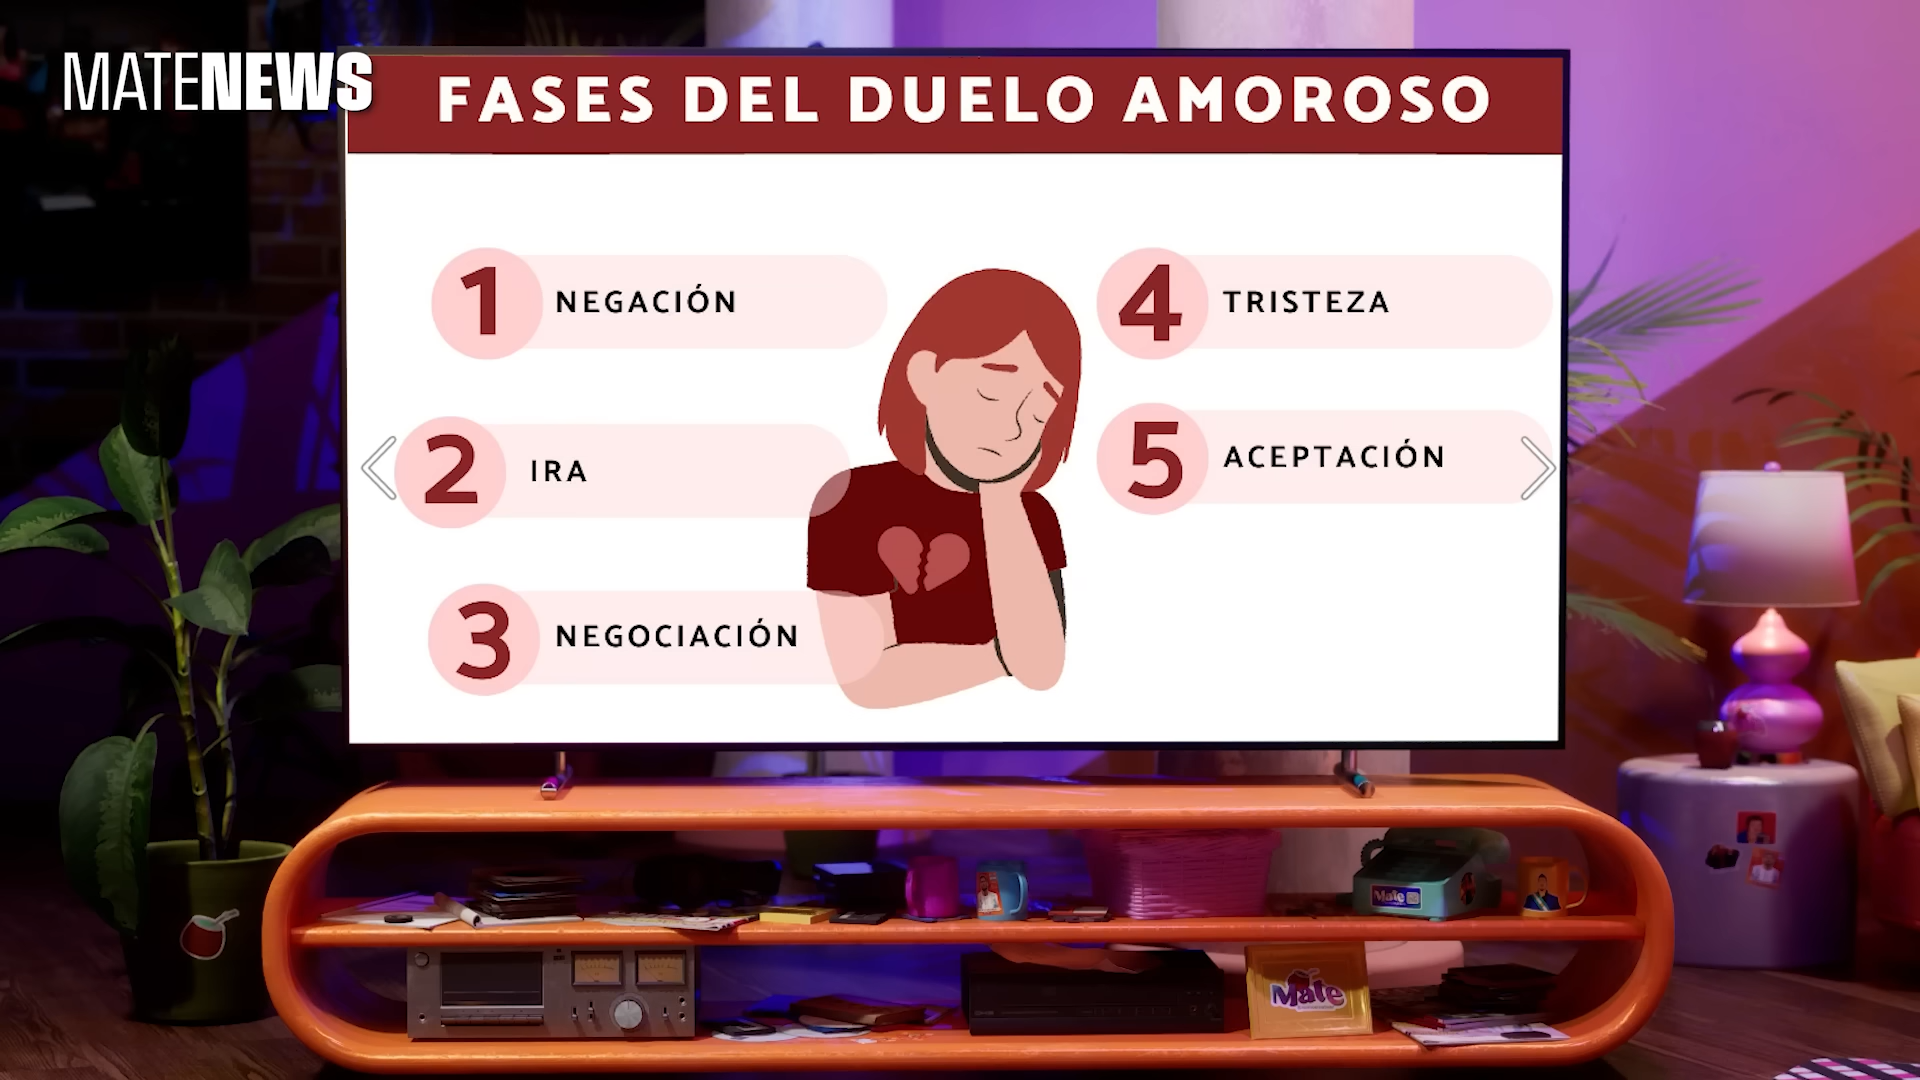 MATENEWS
FASES DEL DUELO AMOROSO
1 NEGACIÓN
2 IRA
3 NEGOCIACIÓN
4 TRISTEZA
5 ACEPTACIÓN
Mate
Mate